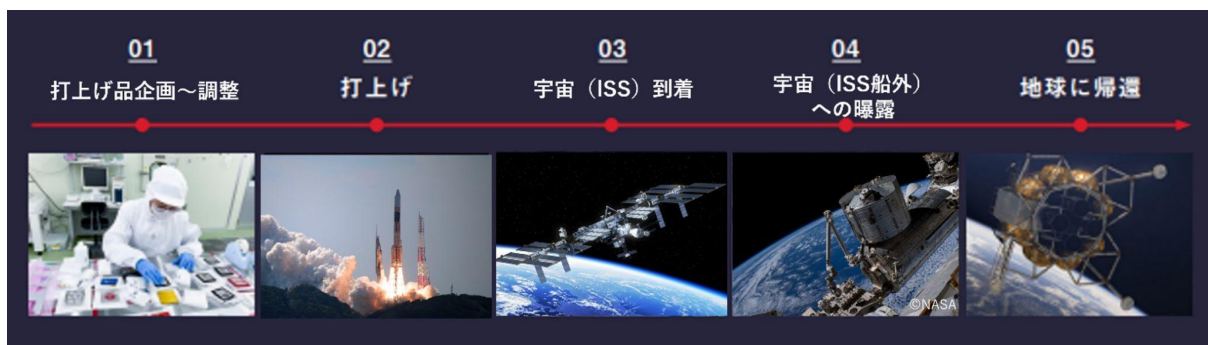 01
打上げ品企画～調整
02
打上げ
03
宇宙（ISS）到着
04
宇宙（ISS船外）
への曝露
05
地球に帰還
©NASA